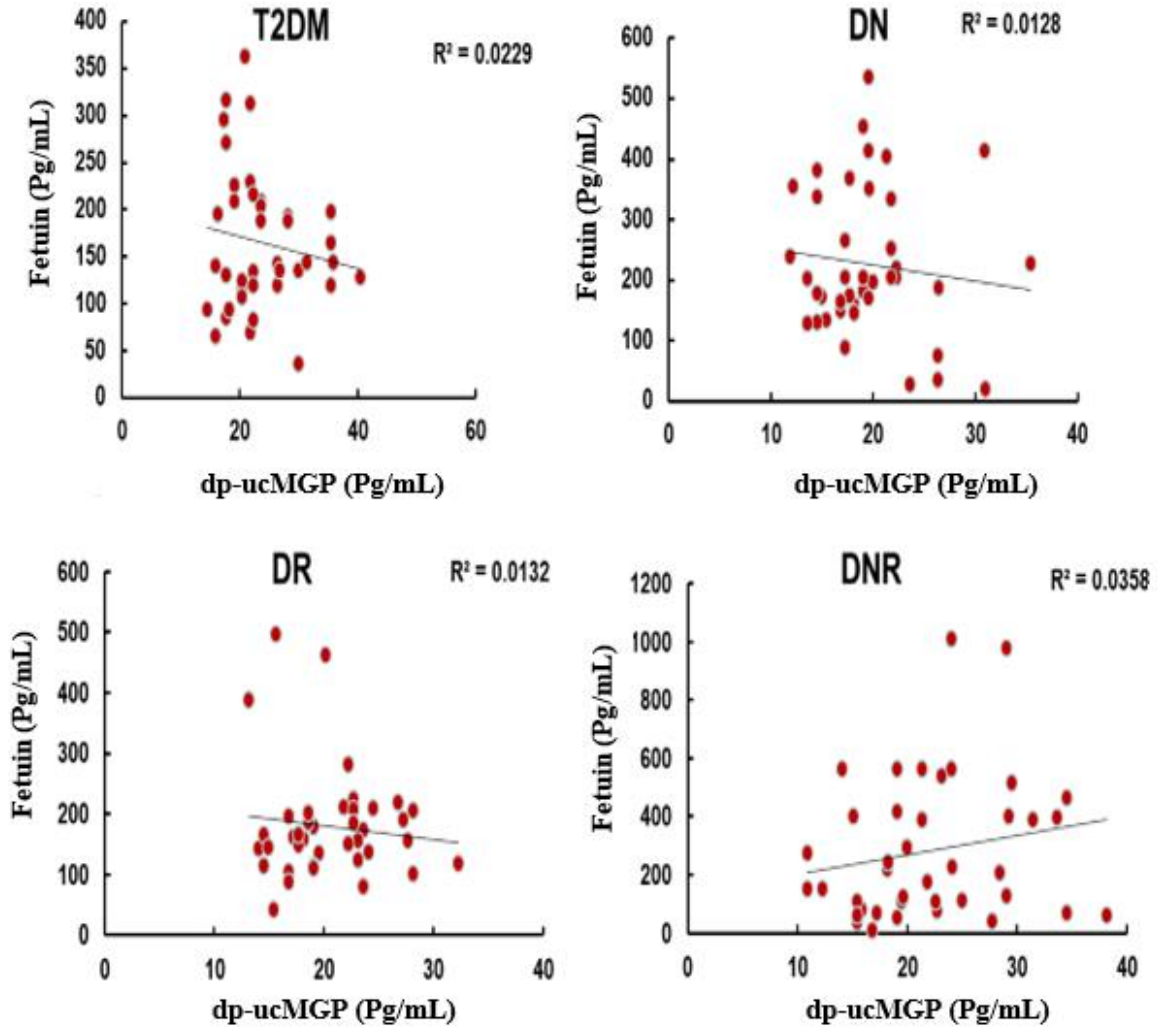 T2DM
R² = 0.0229
400
350
300
250
200
150
100
50
0
Fetuin (Pg/mL)
0 20 40 60
dp-ucMGP (Pg/mL)
DN
R² = 0.0128
600
500
400
300
200
100
0
Fetuin (Pg/mL)
0 10 20 30 40
dp-ucMGP (Pg/mL)
DR
R² = 0.0132
600
500
400
300
200
100
0
Fetuin (Pg/mL)
0 10 20 30 40
dp-ucMGP (Pg/mL)
DNR
R² = 0.0358
1200
1000
800
600
400
200
0
Fetuin (Pg/mL)
0 10 20 30 40
dp-ucMGP (Pg/mL)